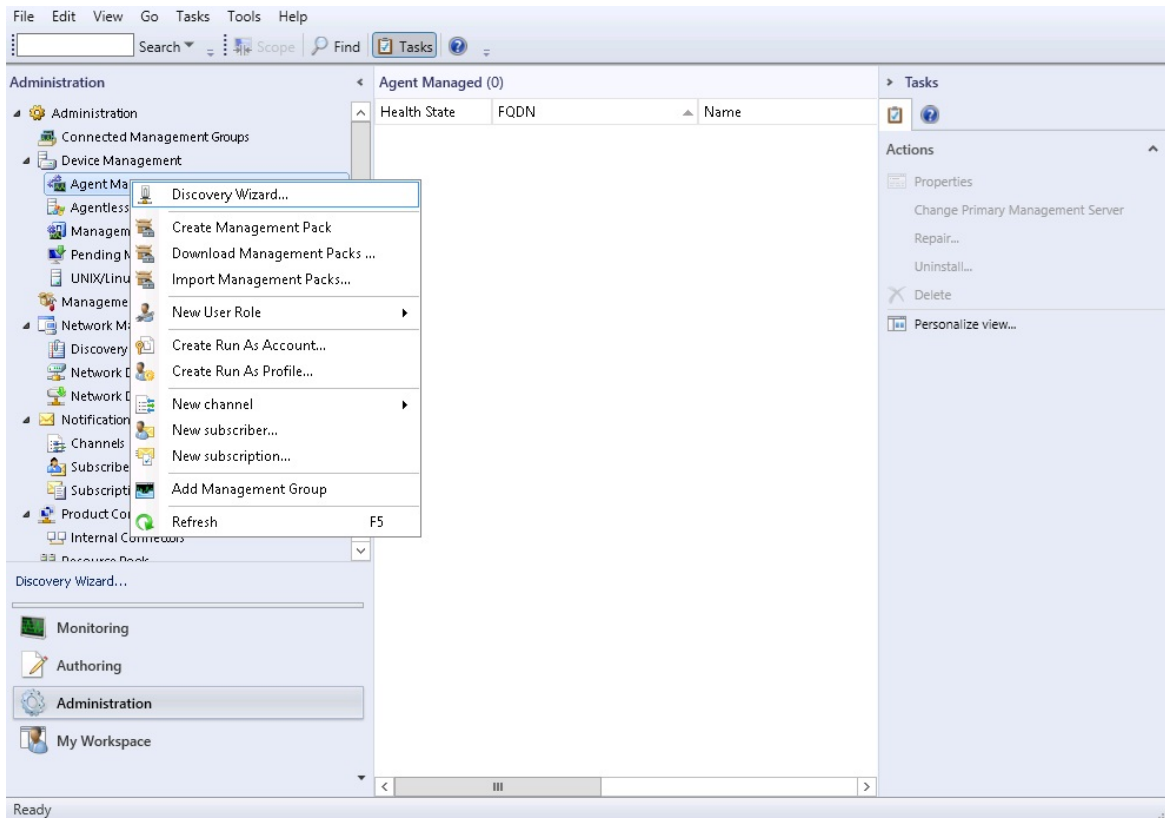 File Edit View Go Tasks Tools Help
Search Scope Find Tasks
Administration
Administration
Connected Management Groups
Device Management
Agent Ma
Agentless
Managem
Pending M
UNIX/Linu
Manageme
Network Ma
Discovery
Network D
Network D
Notification
Channels
Subscribe
Subscripti
Product Co
Internal Connectors
Resource Pools
Discovery Wizard...
Create Management Pack
Download Management Packs ...
Import Management Packs...
New User Role
Create Run As Account...
Create Run As Profile...
New channel
New subscriber...
New subscription...
Add Management Group
Refresh F5
Discovery Wizard...
Monitoring
Authoring
Administration
My Workspace
Agent Managed (0)
Health State FQDN Name
Tasks
Actions
Properties
Change Primary Management Server
Repair...
Uninstall...
Delete
Personalize view...
Ready